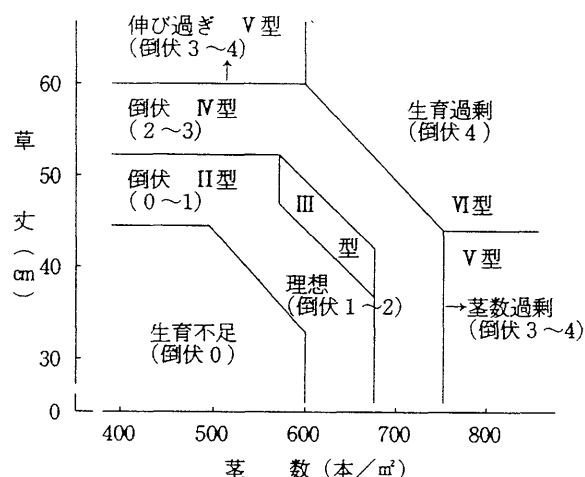 伸び過ぎ V型
(倒伏3～4)
↑
60
倒伏 IV型
(2～3)
生育過剰
(倒伏4)
草丈(cm)
50
倒伏 II型
(0～1)
III型
VI型
V型
40
理想
(倒伏1～2)
→茎数過剰
(倒伏3～4)
生育不足
(倒伏0)
30
0
400 500 600 700 800
茎数(本／㎡)